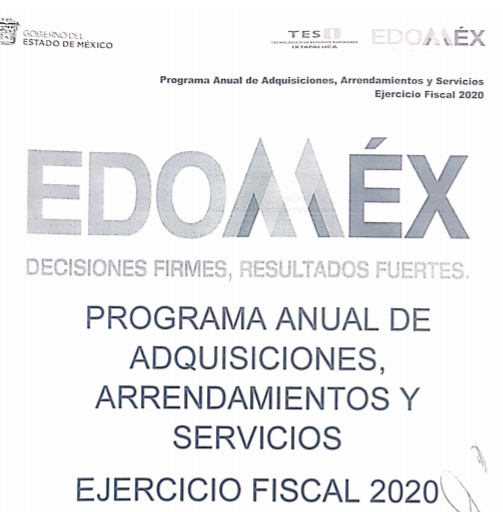 GOBIERNO DEL
ESTADO DE MÉXICO
TESI
TECNOLÓGICO DE ESTUDIOS SUPERIORES
IXTAPALUCA
EDOMÉX
Programa Anual de Adquisiciones, Arrendamientos y Servicios
Ejercicio Fiscal 2020
EDOMÉX
DECISIONES FIRMES, RESULTADOS FUERTES.
PROGRAMA ANUAL DE
ADQUISICIONES,
ARRENDAMIENTOS Y
SERVICIOS
EJERCICIO FISCAL 2020